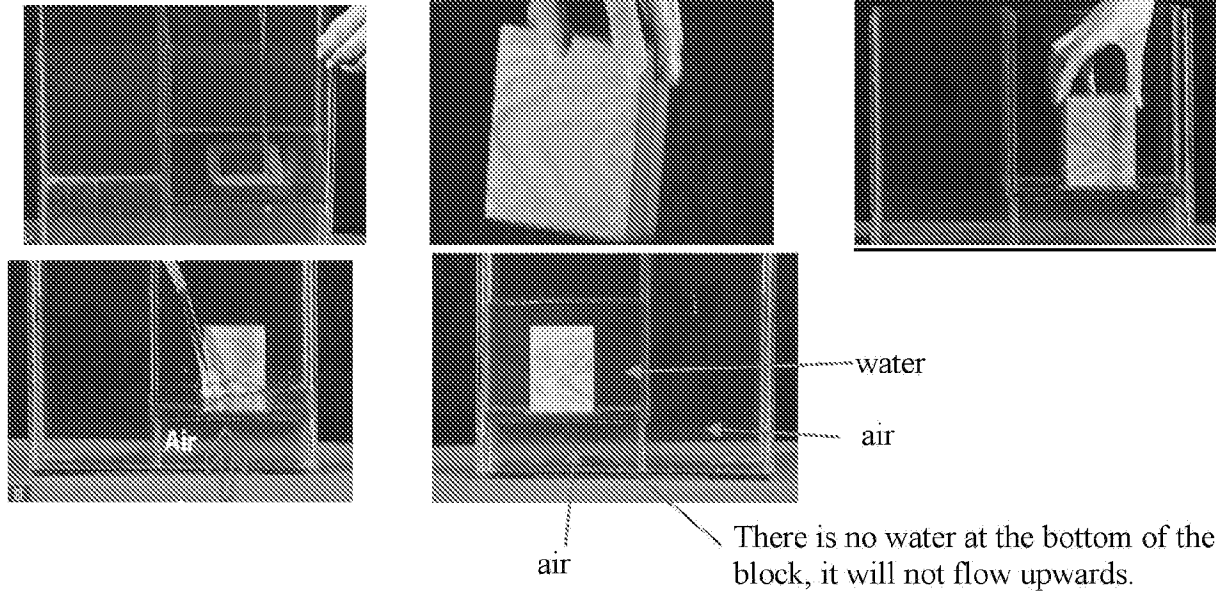 water
Air
air
There is no water at the bottom of the
air
block, it will not flow upwards.